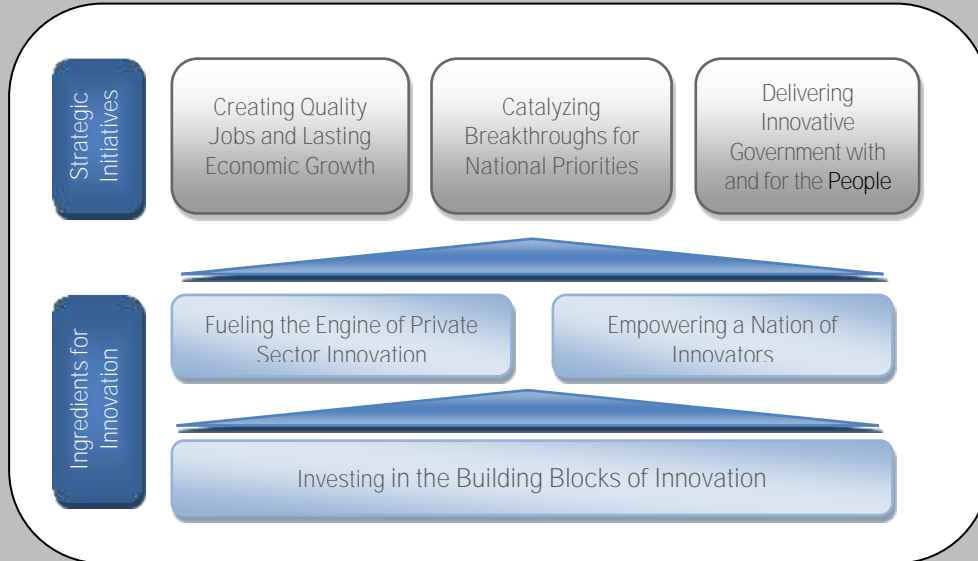 Strategic
Initiatives
Creating Quality
Jobs and Lasting
Economic Growth
Catalyzing
Breakthroughs for
National Priorities
Delivering
Innovative
Government with
and for the People
Ingredients for
Innovation
Fueling the Engine of Private
Sector Innovation
Empowering a Nation of
Innovators
Investing in the Building Blocks of Innovation